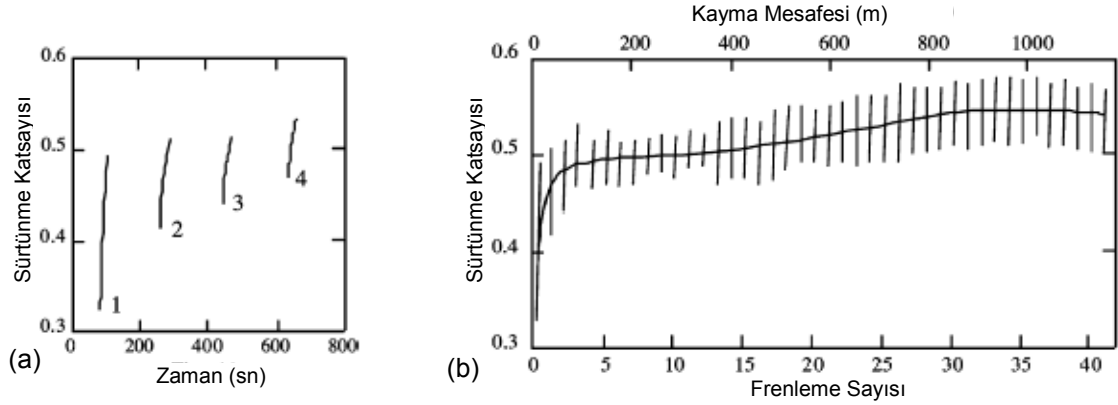 Kayma Mesafesi (m)
0 200 400 600 800 1000
0.6
0.5
0.4
0.3
Sürtünme Katsayısı
1
2
3
4
0 200 400 600 800
Zaman (sn)
(a)
0.6
0.5
0.4
0.3
Sürtünme Katsayısı
0 5 10 15 20 25 30 35 40
Frenleme Sayısı
(b)